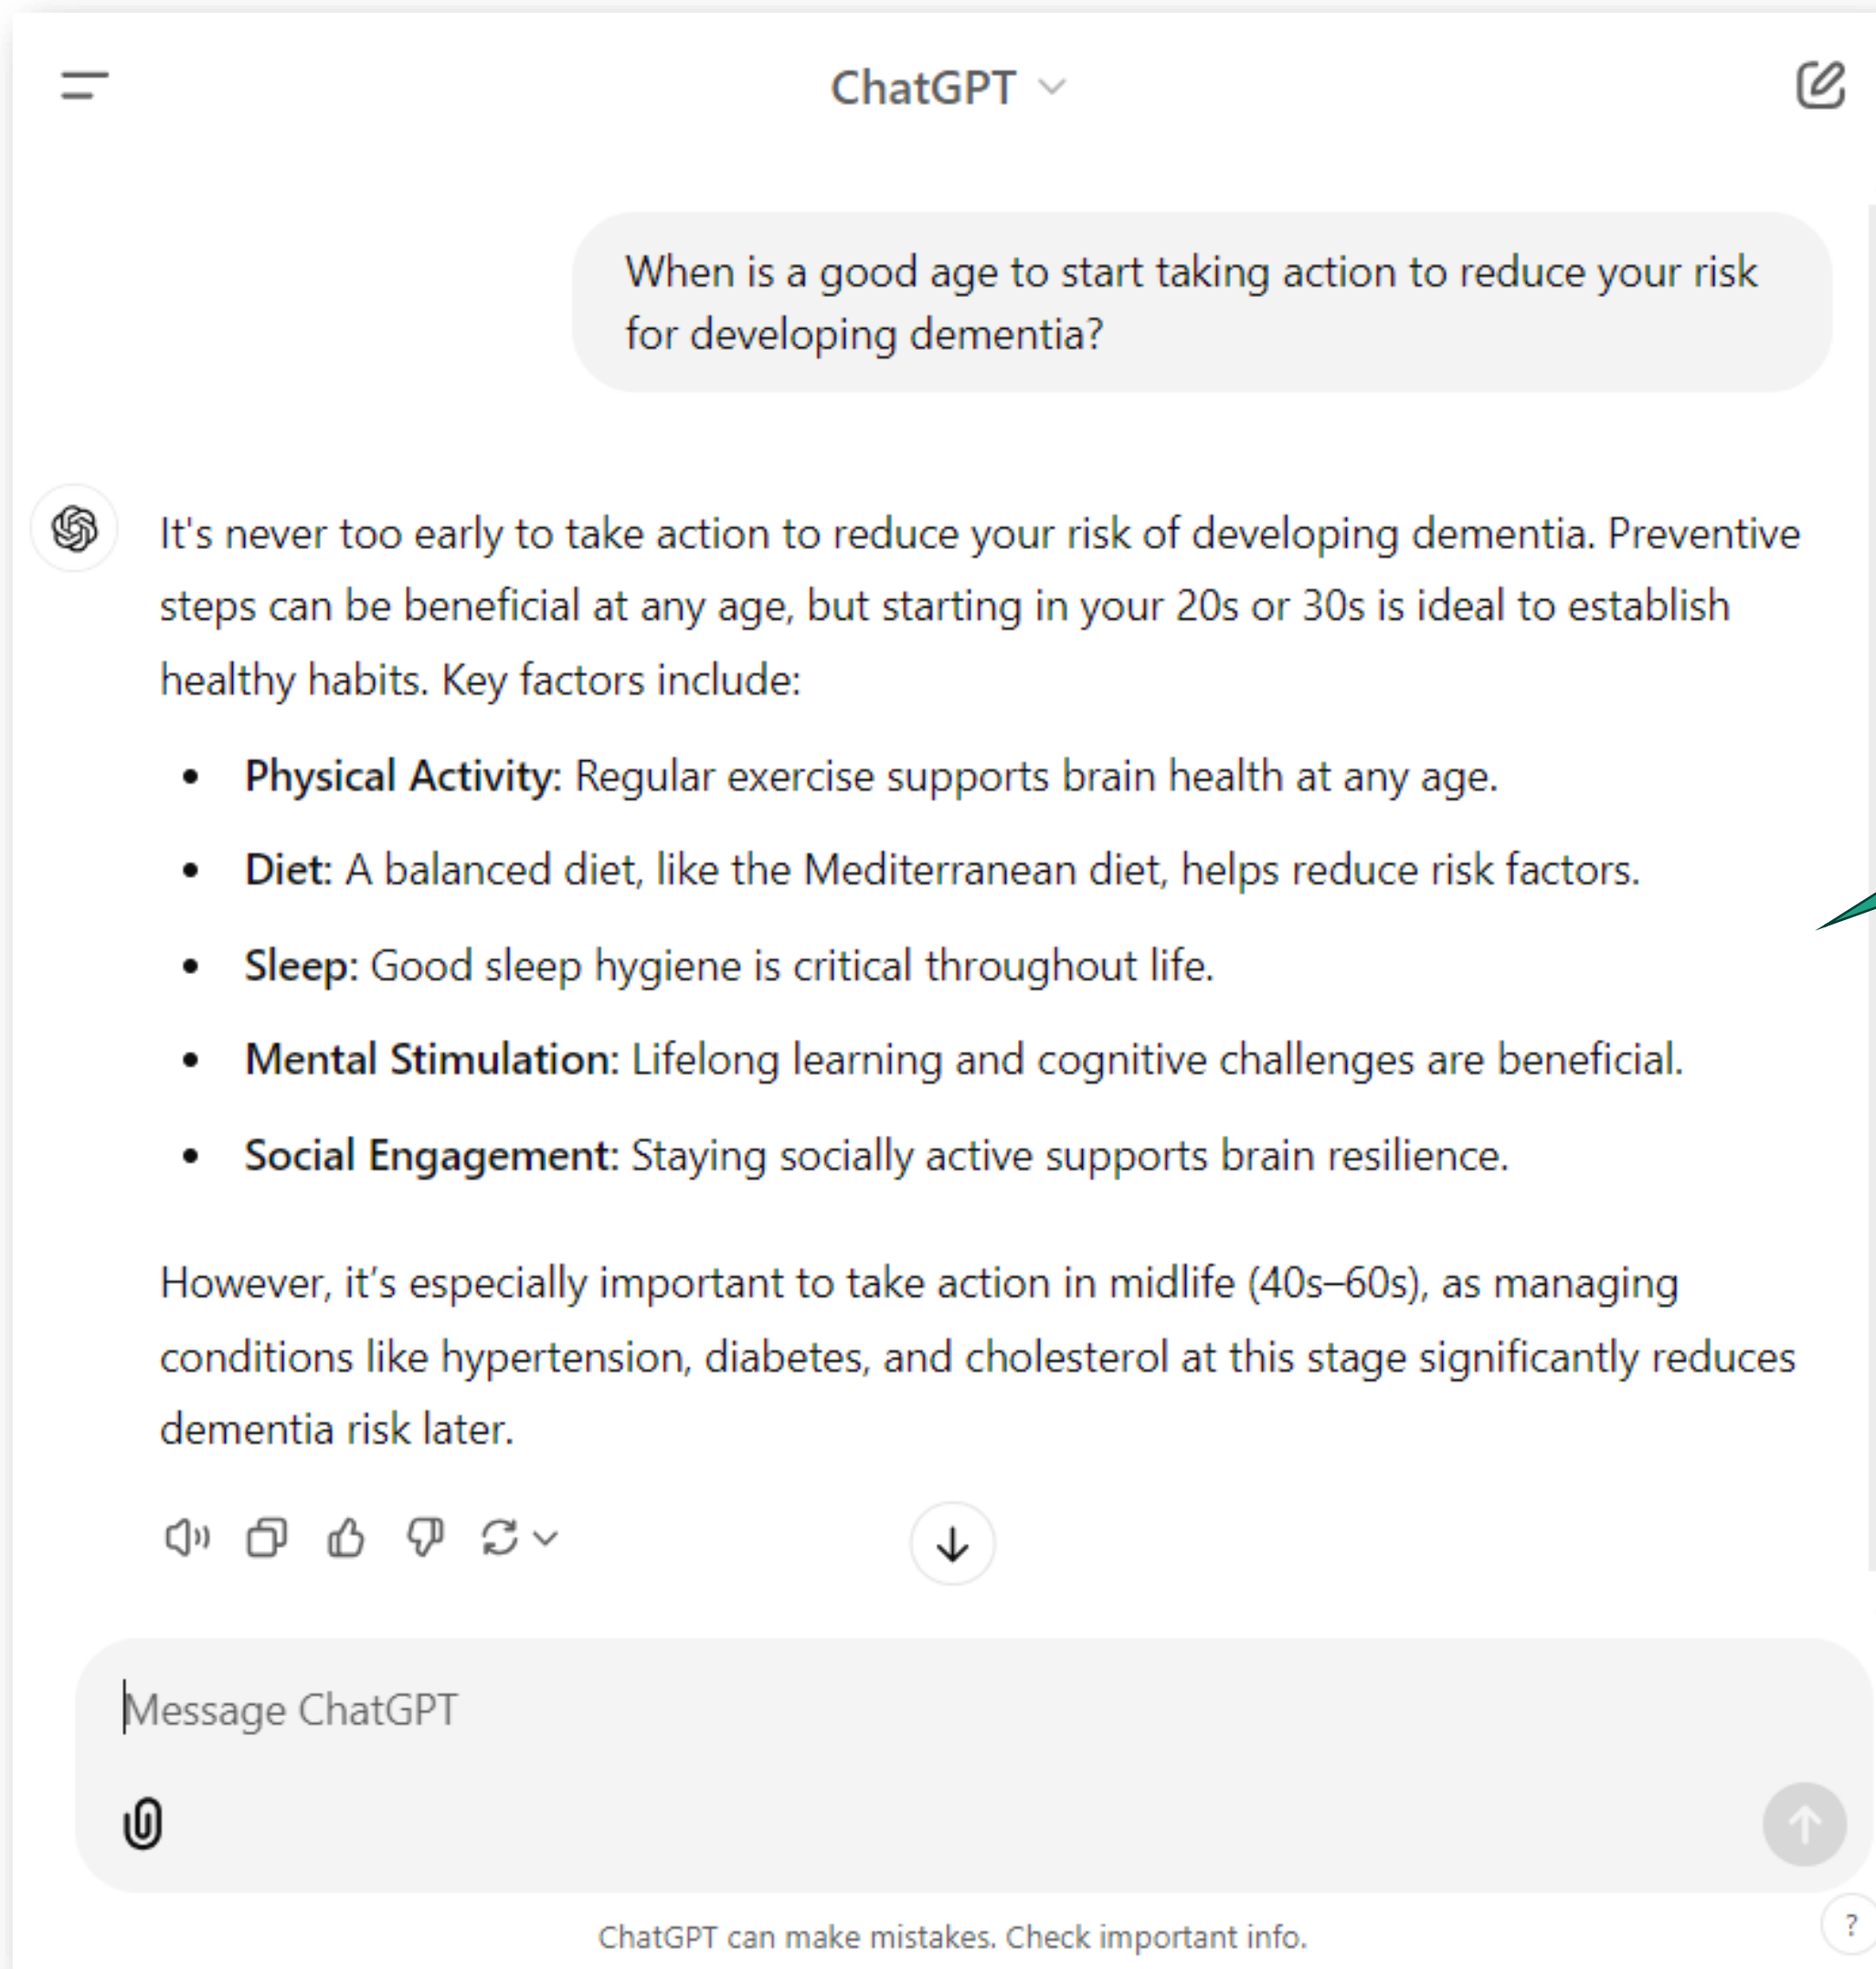 ChatGPT
When is a good age to start taking action to reduce your risk
for developing dementia?
It's never too early to take action to reduce your risk of developing dementia. Preventive
steps can be beneficial at any age, but starting in your 20s or 30s is ideal to establish
healthy habits. Key factors include:
• Physical Activity: Regular exercise supports brain health at any age.
• Diet: A balanced diet, like the Mediterranean diet, helps reduce risk factors.
• Sleep: Good sleep hygiene is critical throughout life.
• Mental Stimulation: Lifelong learning and cognitive challenges are beneficial.
• Social Engagement: Staying socially active supports brain resilience.
However, it’s especially important to take action in midlife (40s–60s), as managing
conditions like hypertension, diabetes, and cholesterol at this stage significantly reduces
dementia risk later.
Message ChatGPT
ChatGPT can make mistakes. Check important info.
?